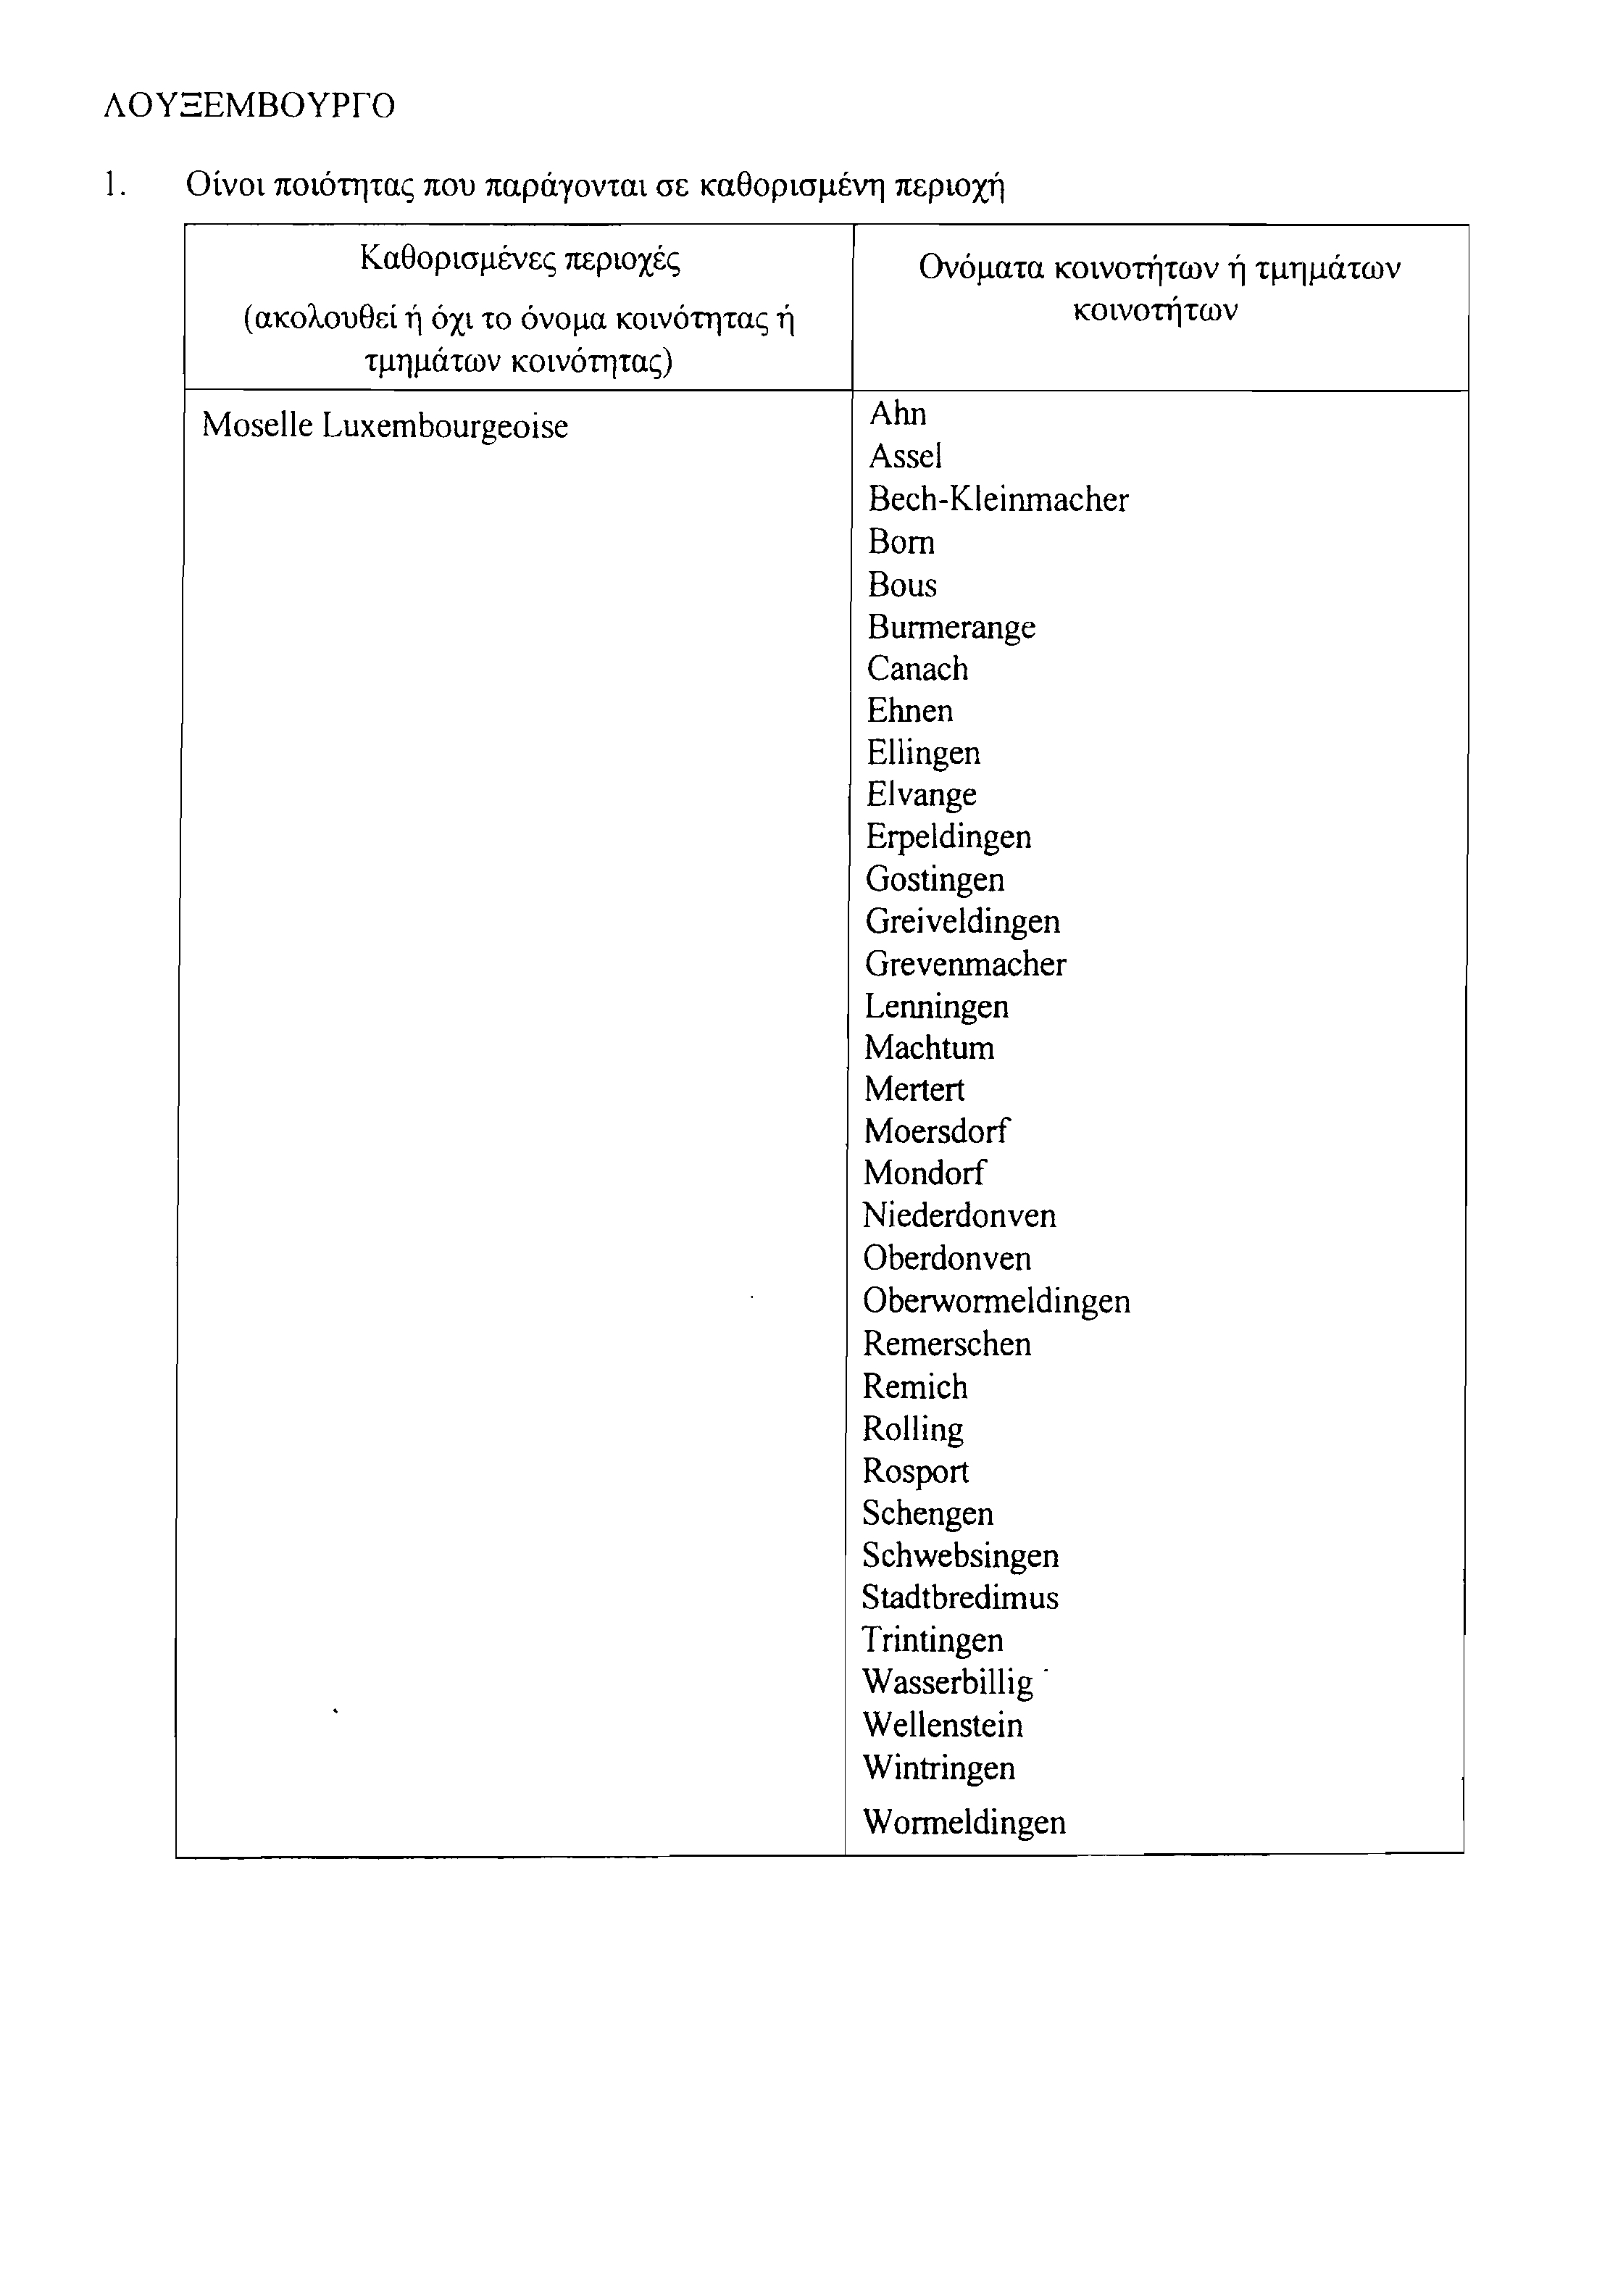 ΛΟΥΞΕΜΒΟΥΡΓΟ
1. Οίνοι ποιότητας που παράγονται σε καθορισμένη περιοχή
Καθορισμένες περιοχές
(ακολουθεί ή όχι το όνομα κοινότητας ή
τμημάτων κοινότητας)
Ονόματα κοινοτήτων ή τμημάτων
κοινοτήτων
Moselle Luxembourgeoise
Ahn
Assel
Bech-Kleinmacher
Born
Bous
Burmerange
Canach
Ehnen
Ellingen
Elvange
Erpeldingen
Gostingen
Greiveldingen
Grevenmacher
Lenningen
Machtum
Mertert
Moersdorf
Mondorf
Niederdonven
Oberdonven
Oberwormeldingen
Remerschen
Remich
Rolling
Rosport
Schengen
Schwebsingen
Stadtbredimus
Trintingen
Wasserbillig
Wellenstein
Wintringen
Wormeldingen